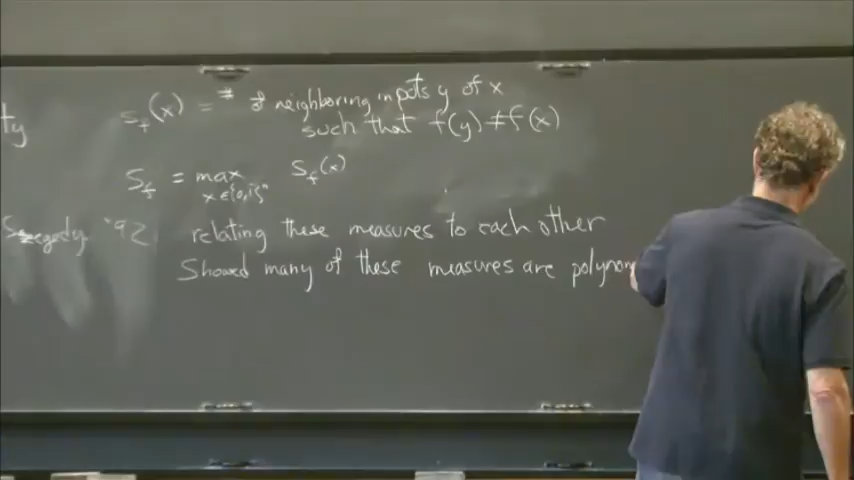 ty
s_f(x) = # of neighboring inputs y of x
such that f(y) ≠ f(x)
S_f = max s_f(x)
x ∈ {0,1}^n
'92 relating these measures to each other
Showed many of these measures are polynom